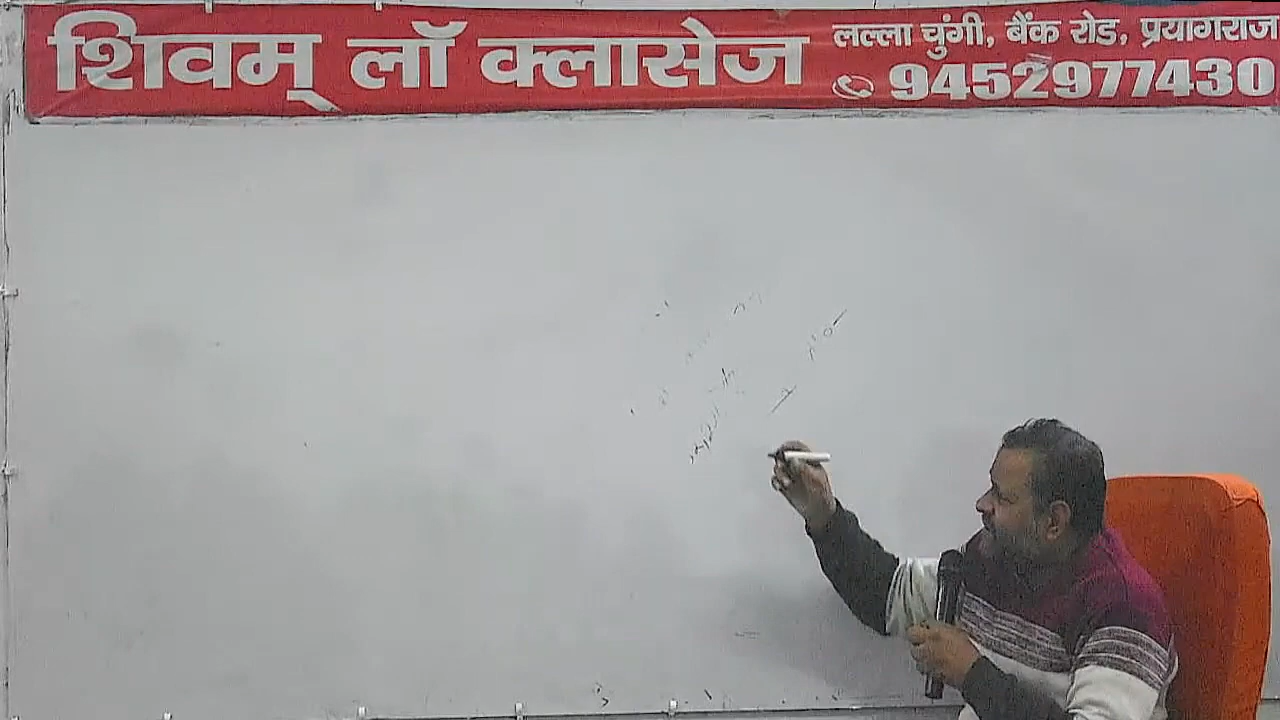 शिवम् लॉ क्लासेज
लल्ला चुंगी, बैंक रोड, प्रयागराज
9452977430